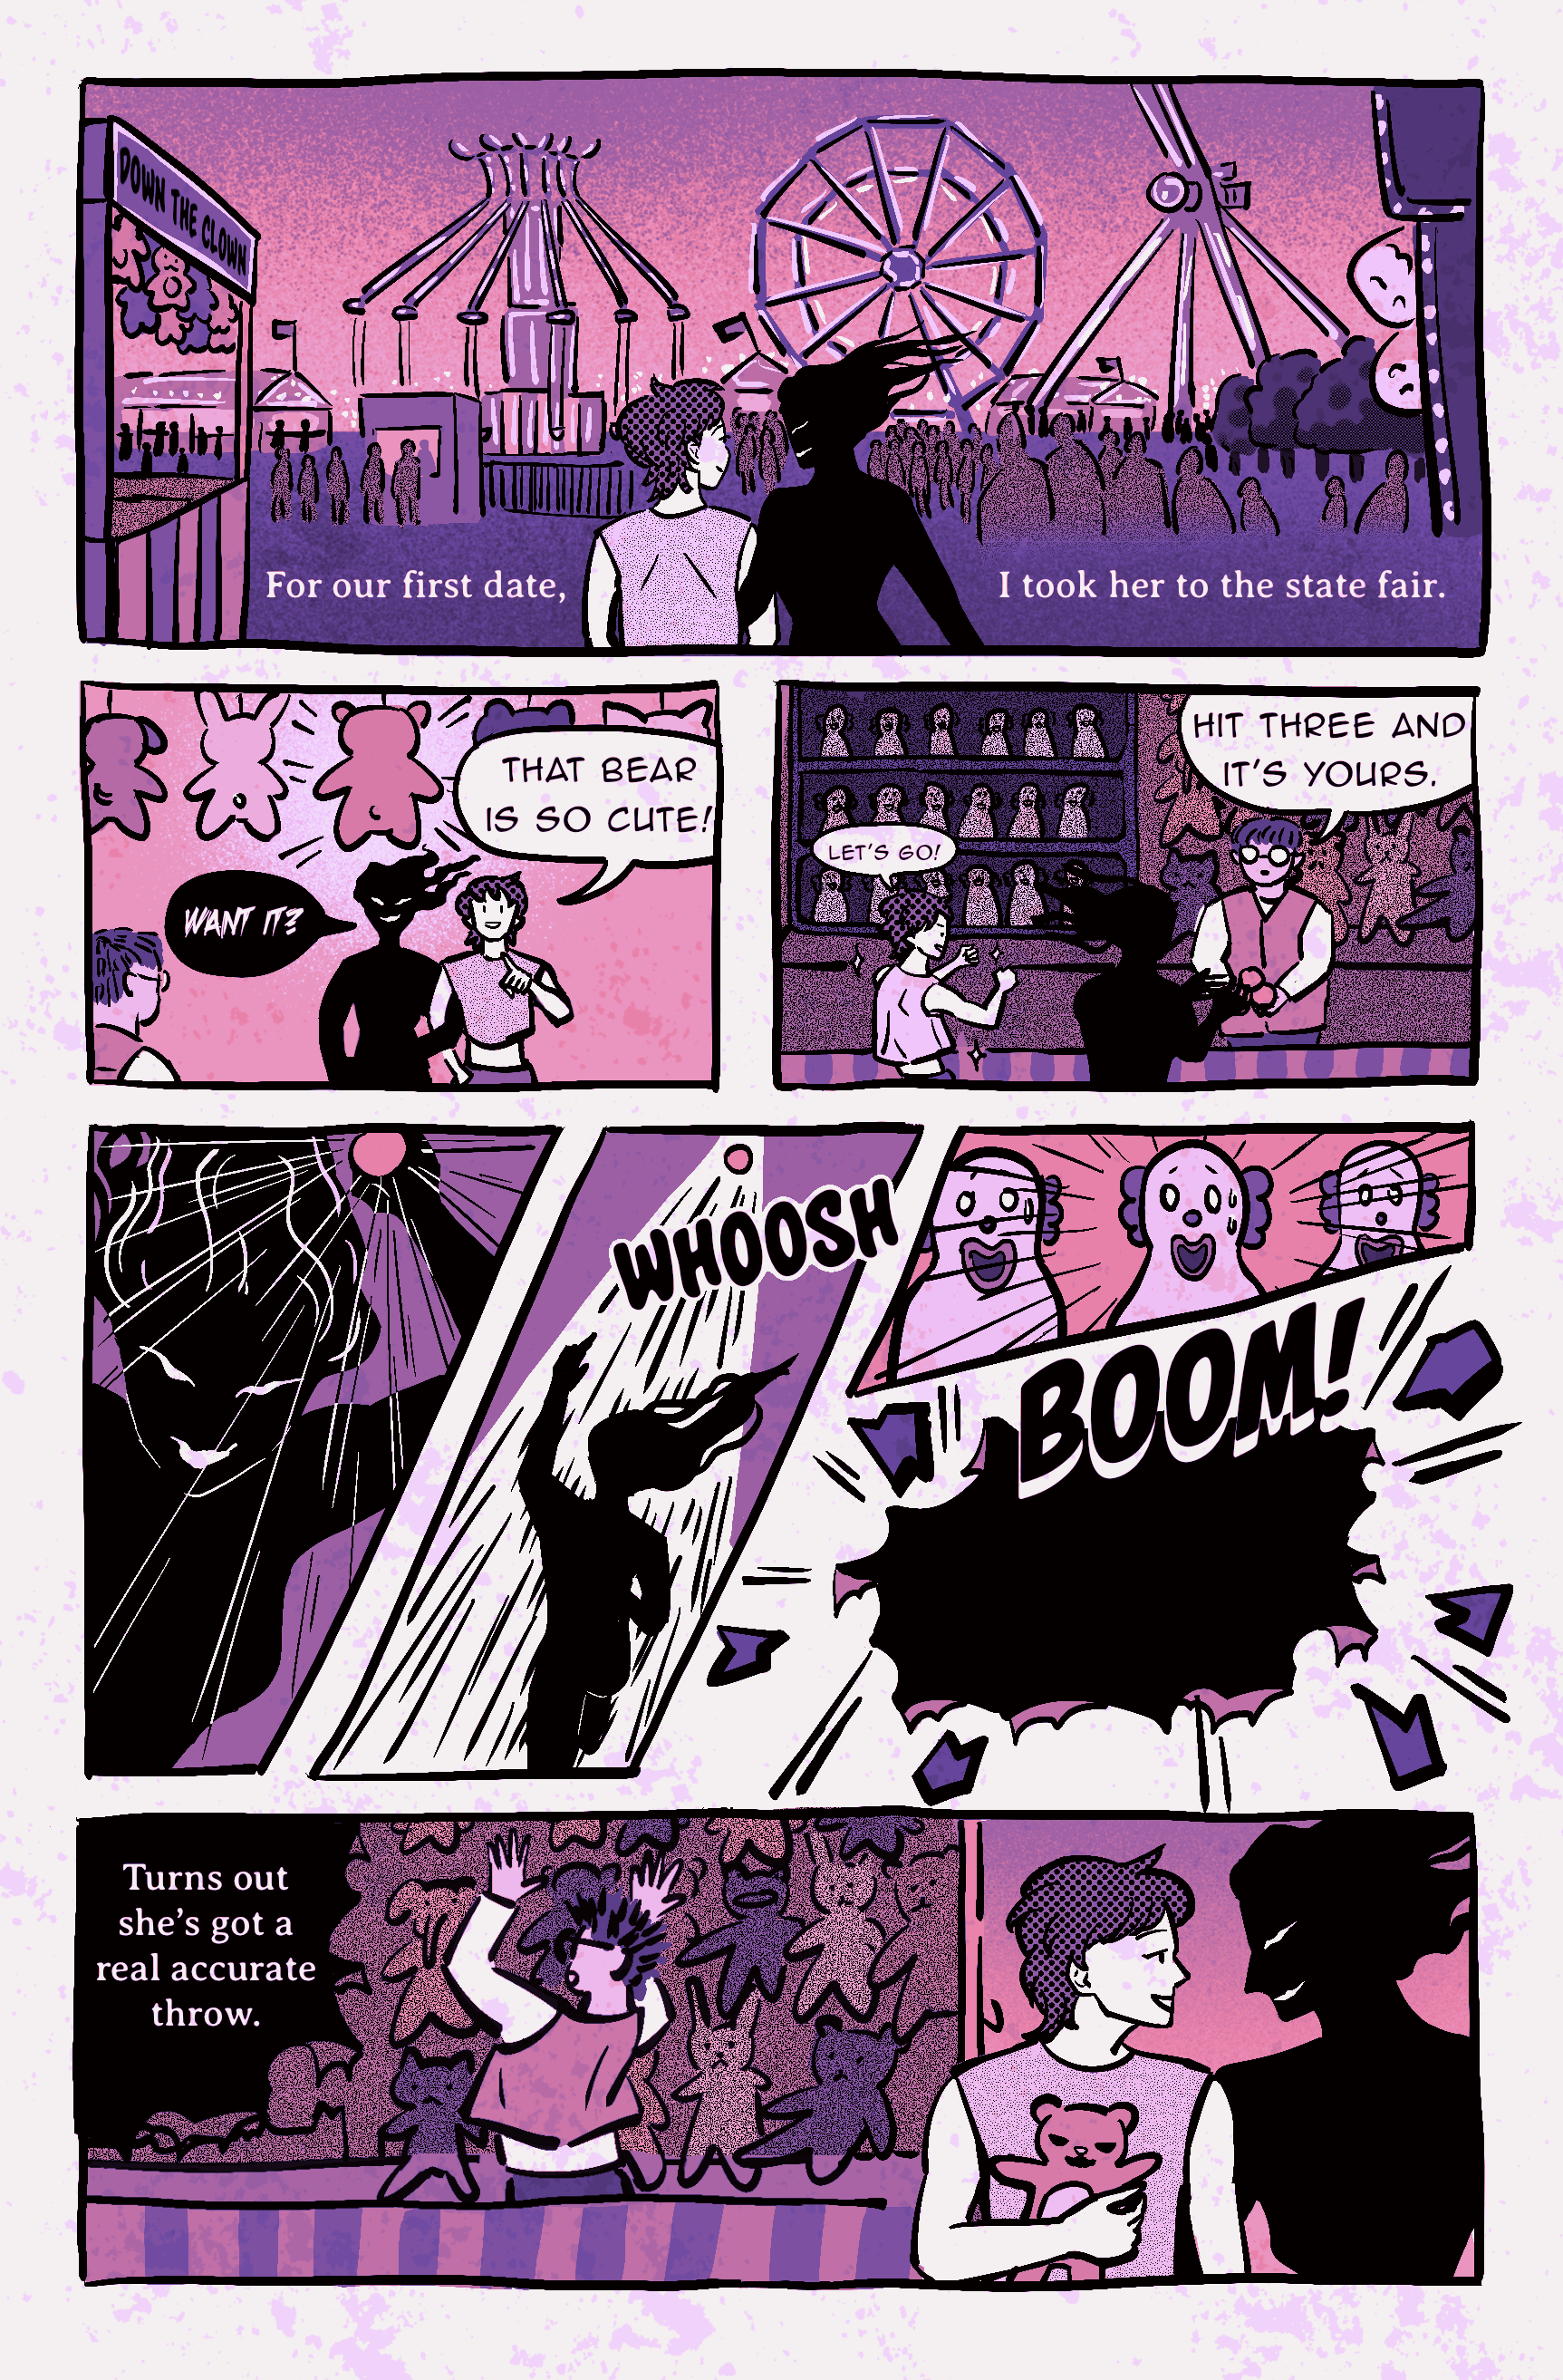 DOWN THE CLOWN
For our first date,
I took her to the state fair.
THAT BEAR
IS SO CUTE!
WANT IT?
HIT THREE AND
IT'S YOURS.
LET'S GO!
WHOOSH
BOOM!
Turns out
she's got a
real accurate
throw.